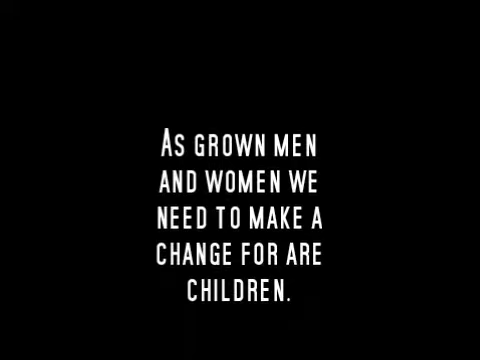 As grown men
and women we
need to make a
change for are
children.